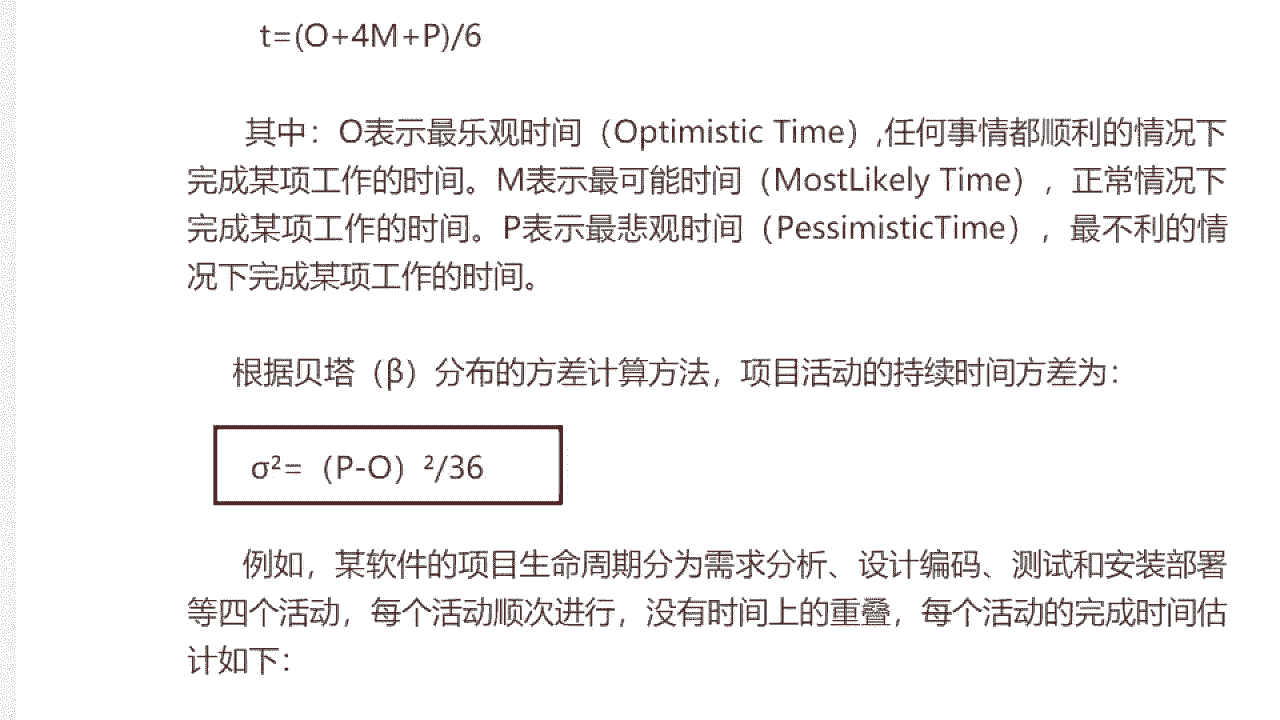 t=(O+4M+P)/6
其中：O表示最乐观时间（Optimistic Time）,任何事情都顺利的情况下
完成某项工作的时间。M表示最可能时间（MostLikely Time），正常情况下
完成某项工作的时间。P表示最悲观时间（PessimisticTime），最不利的情
况下完成某项工作的时间。
根据贝塔（β）分布的方差计算方法，项目活动的持续时间方差为：
σ²=（P-O）²/36
例如，某软件的项目生命周期分为需求分析、设计编码、测试和安装部署
等四个活动，每个活动顺次进行，没有时间上的重叠，每个活动的完成时间估
计如下：